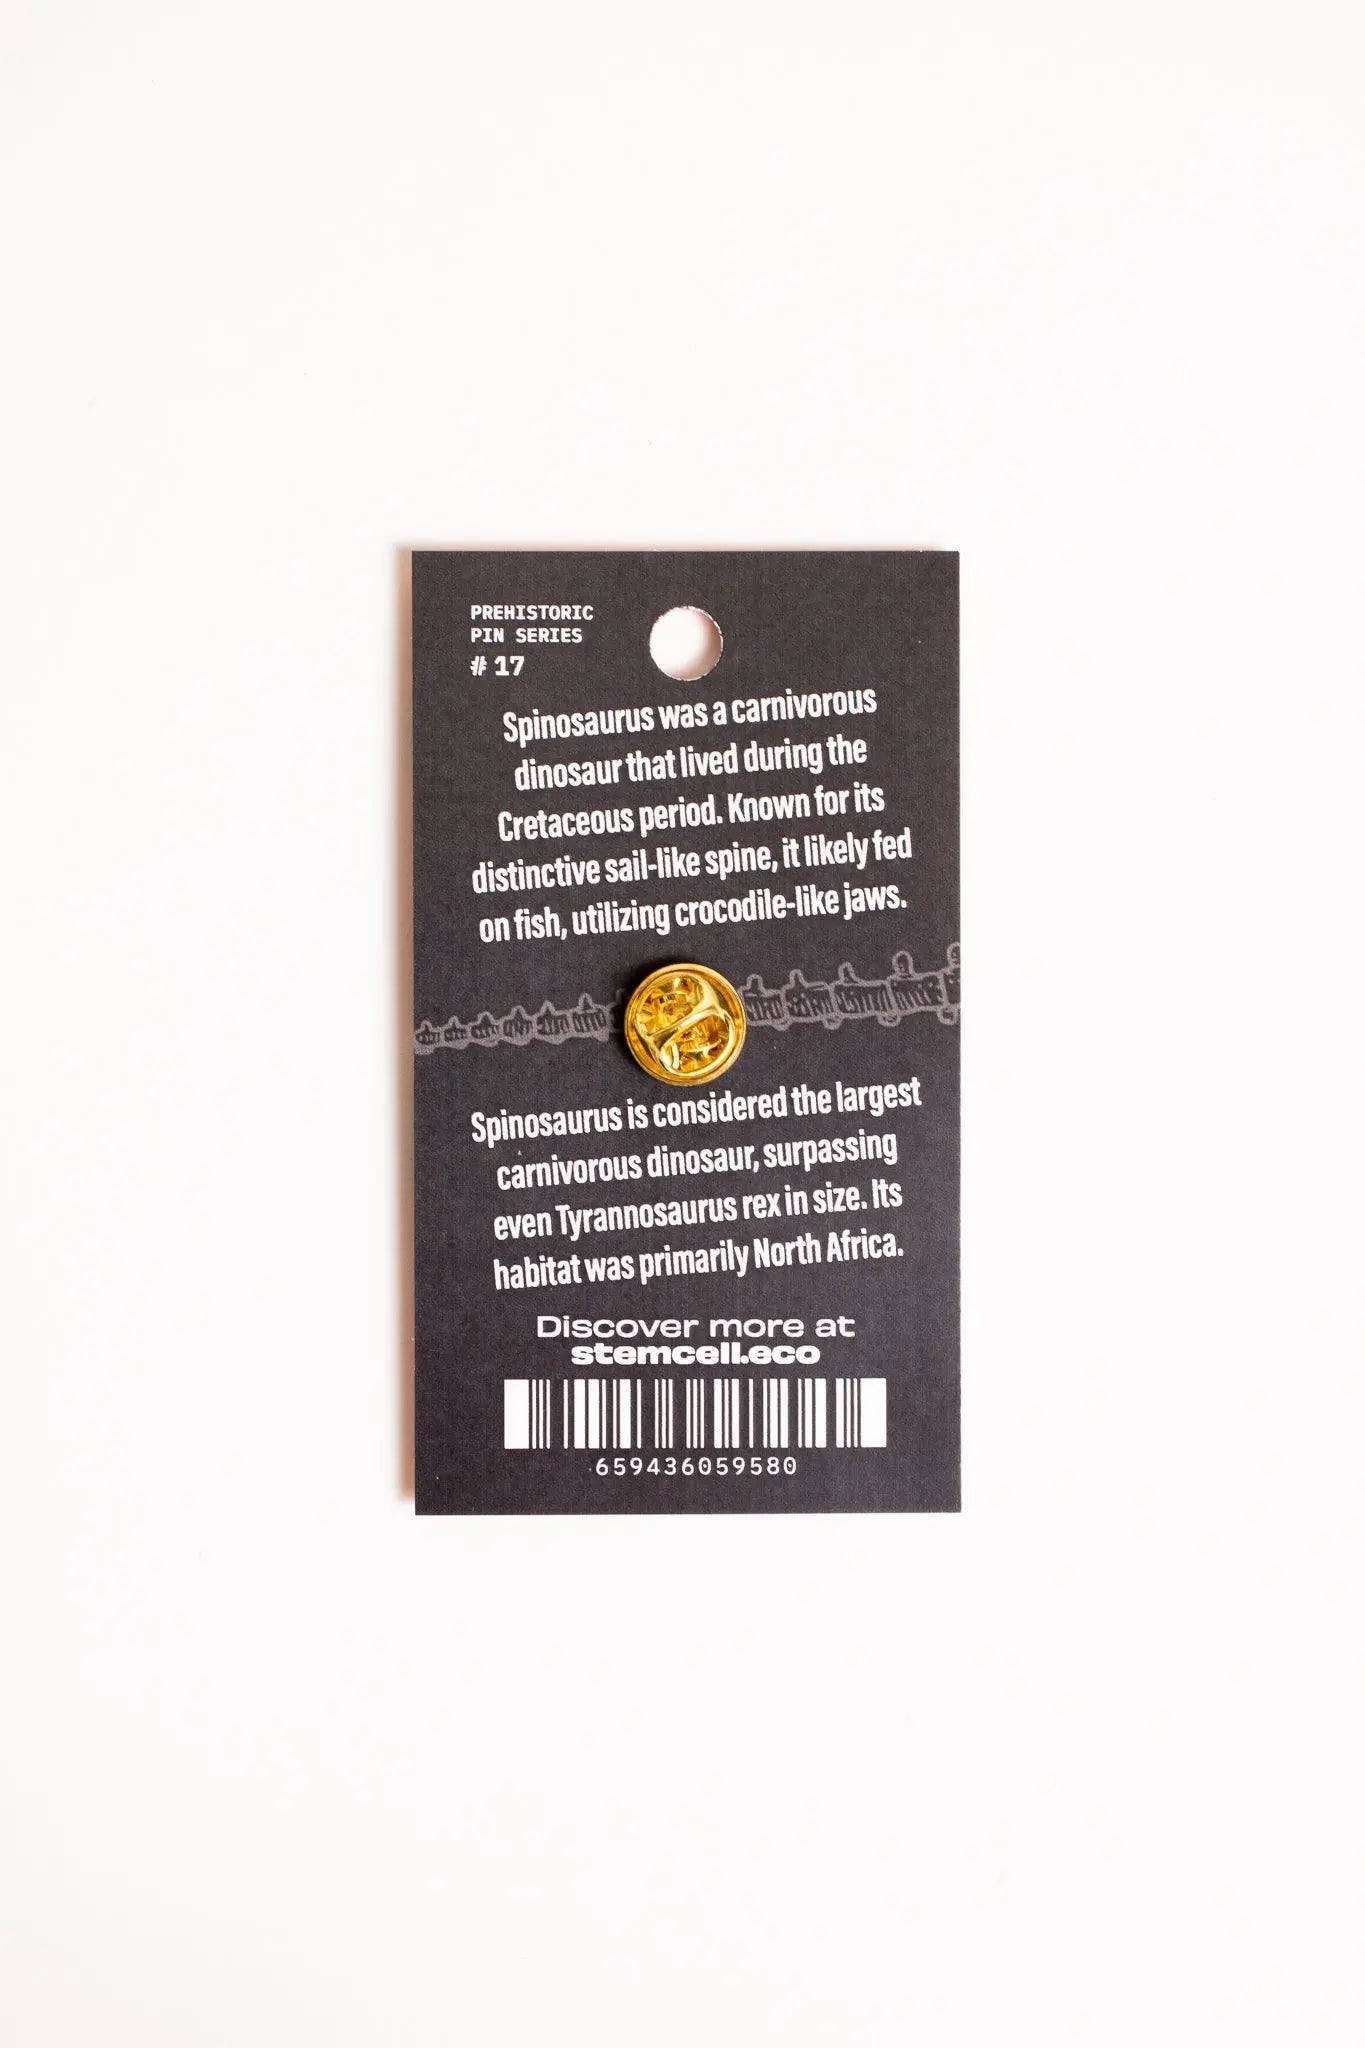 PREHISTORIC
PIN SERIES
# 17
Spinosaurus was a carnivorous
dinosaur that lived during the
Cretaceous period. Known for its
distinctive sail-like spine, it likely fed
on fish, utilizing crocodile-like jaws.
Spinosaurus is considered the largest
carnivorous dinosaur, surpassing
even Tyrannosaurus rex in size. Its
habitat was primarily North Africa.
Discover more at
stemcell.eco
659436059580